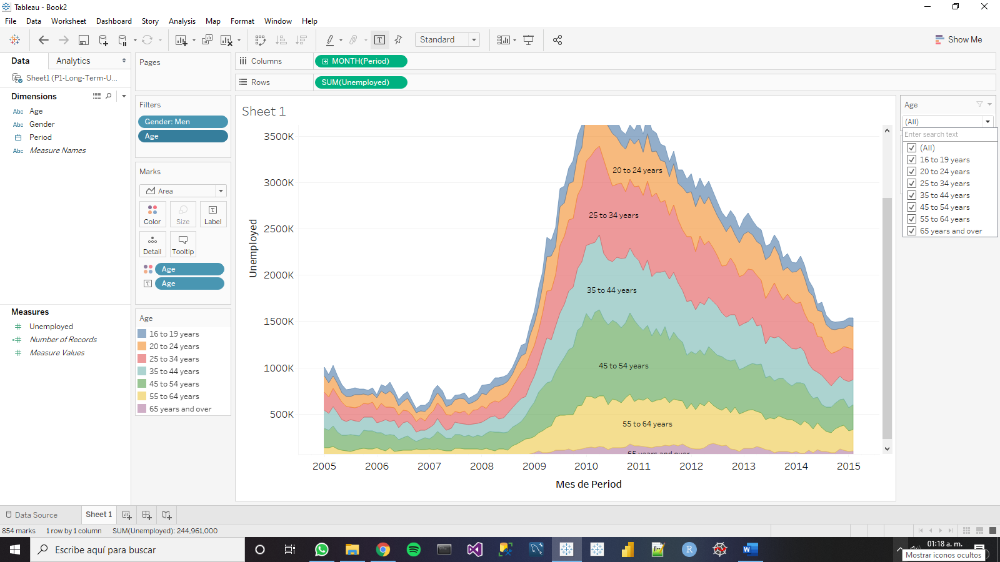 Tableau - Book2
File Data Worksheet Dashboard Story Analysis Map Format Window Help
Standard
Show Me
Data Analytics
Sheet1 (P1-Long-Term-U...
Dimensions
Abc Age
Abc Gender
Period
Abc Measure Names
Measures
Unemployed
Number of Records
Measure Values
Pages
Filters
Gender: Men
Age
Marks
Area
Color Size Label
Detail Tooltip
Age
Age
Age
16 to 19 years
20 to 24 years
25 to 34 years
35 to 44 years
45 to 54 years
55 to 64 years
65 years and over
Columns MONTH(Period)
Rows SUM(Unemployed)
Sheet 1
3500K
3000K
2500K
2000K
1500K
1000K
500K
Unemployed
20 to 24 years
25 to 34 years
35 to 44 years
45 to 54 years
55 to 64 years
65 years and over
2005 2006 2007 2008 2009 2010 2011 2012 2013 2014 2015
Mes de Period
Age
(All)
Enter search text
(All)
16 to 19 years
20 to 24 years
25 to 34 years
35 to 44 years
45 to 54 years
55 to 64 years
65 years and over
Data Source Sheet 1
854 marks 1 row by 1 column SUM(Unemployed): 244,961,000
Escribe aquí para buscar
01:18 a. m.
Mostrar iconos ocultos